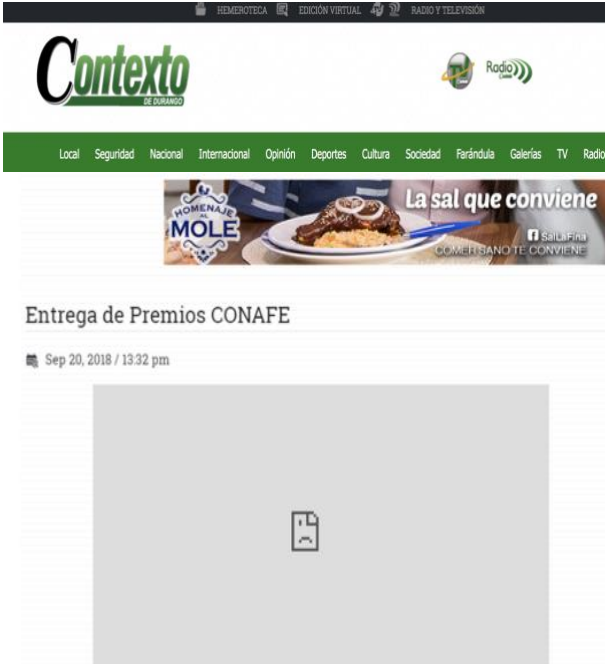 HEMEROTECA EDICIÓN VIRTUAL RADIO Y TELEVISIÓN
Contexto
DE DURANGO
Radio
Local Seguridad Nacional Internacional Opinión Deportes Cultura Sociedad Farándula Galerías TV Radio
HOMENAJE
AL
MOLE
La sal que conviene
SalLaFina
COMER SANO TE CONVIENE
Entrega de Premios CONAFE
Sep 20, 2018 / 13:32 pm